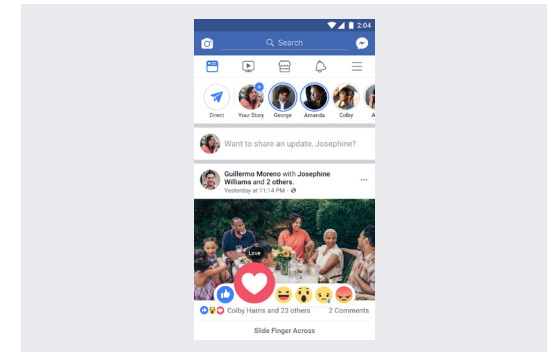 2:04
Search
Direct Your Story George Amanda Colby
Want to share an update, Josephine?
Guillermo Moreno with Josephine
Williams and 2 others.
Yesterday at 11:14 PM ·
Love
Colby Harris and 23 others 2 Comments
Slide Finger Across